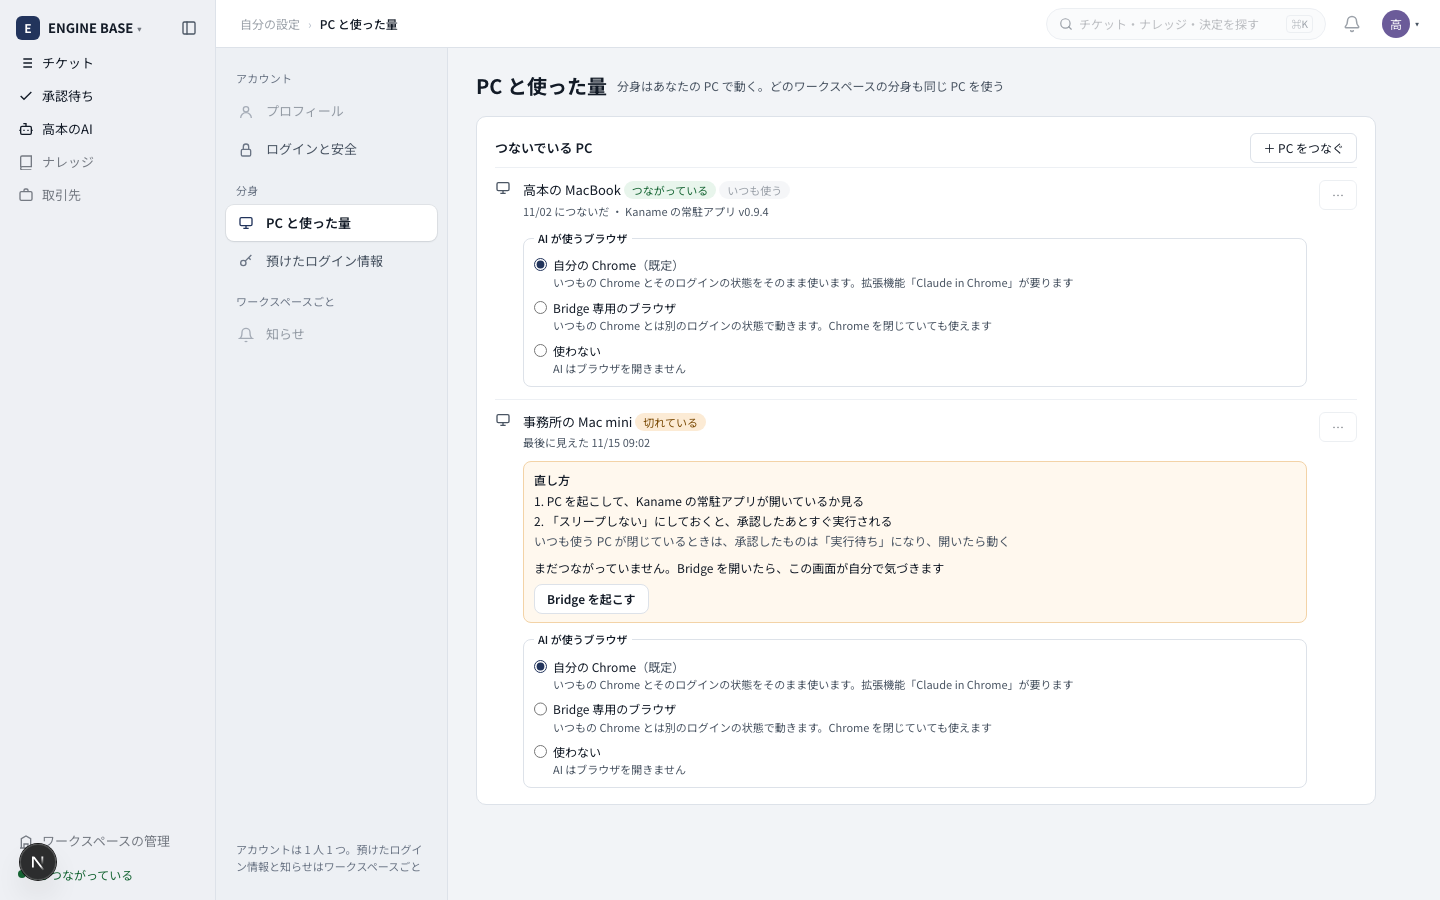 E ENGINE BASE
チケット
承認待ち
高本のAI
ナレッジ
取引先
ワークスペースの管理
N つながっている
自分の設定 › PC と使った量
チケット・ナレッジ・決定を探す ⌘K
高
アカウント
プロフィール
ログインと安全
分身
PC と使った量
預けたログイン情報
ワークスペースごと
知らせ
アカウントは 1 人 1 つ。預けたログイ
ン情報と知らせはワークスペースごと
PC と使った量 分身はあなたの PC で動く。どのワークスペースの分身も同じ PC を使う
つないでいる PC
＋ PC をつなぐ
高本の MacBook つながっている いつも使う
…
11/02 につないだ ・ Kaname の常駐アプリ v0.9.4
AI が使うブラウザ
自分の Chrome（既定）
いつもの Chrome とそのログインの状態をそのまま使います。拡張機能「Claude in Chrome」が要ります
Bridge 専用のブラウザ
いつもの Chrome とは別のログインの状態で動きます。Chrome を閉じていても使えます
使わない
AI はブラウザを開きません
事務所の Mac mini 切れている
…
最後に見えた 11/15 09:02
直し方
1. PC を起こして、Kaname の常駐アプリが開いているか見る
2. 「スリープしない」にしておくと、承認したあとすぐ実行される
いつも使う PC が閉じているときは、承認したものは「実行待ち」になり、開いたら動く
まだつながっていません。Bridge を開いたら、この画面が自分で気づきます
Bridge を起こす
AI が使うブラウザ
自分の Chrome（既定）
いつもの Chrome とそのログインの状態をそのまま使います。拡張機能「Claude in Chrome」が要ります
Bridge 専用のブラウザ
いつもの Chrome とは別のログインの状態で動きます。Chrome を閉じていても使えます
使わない
AI はブラウザを開きません